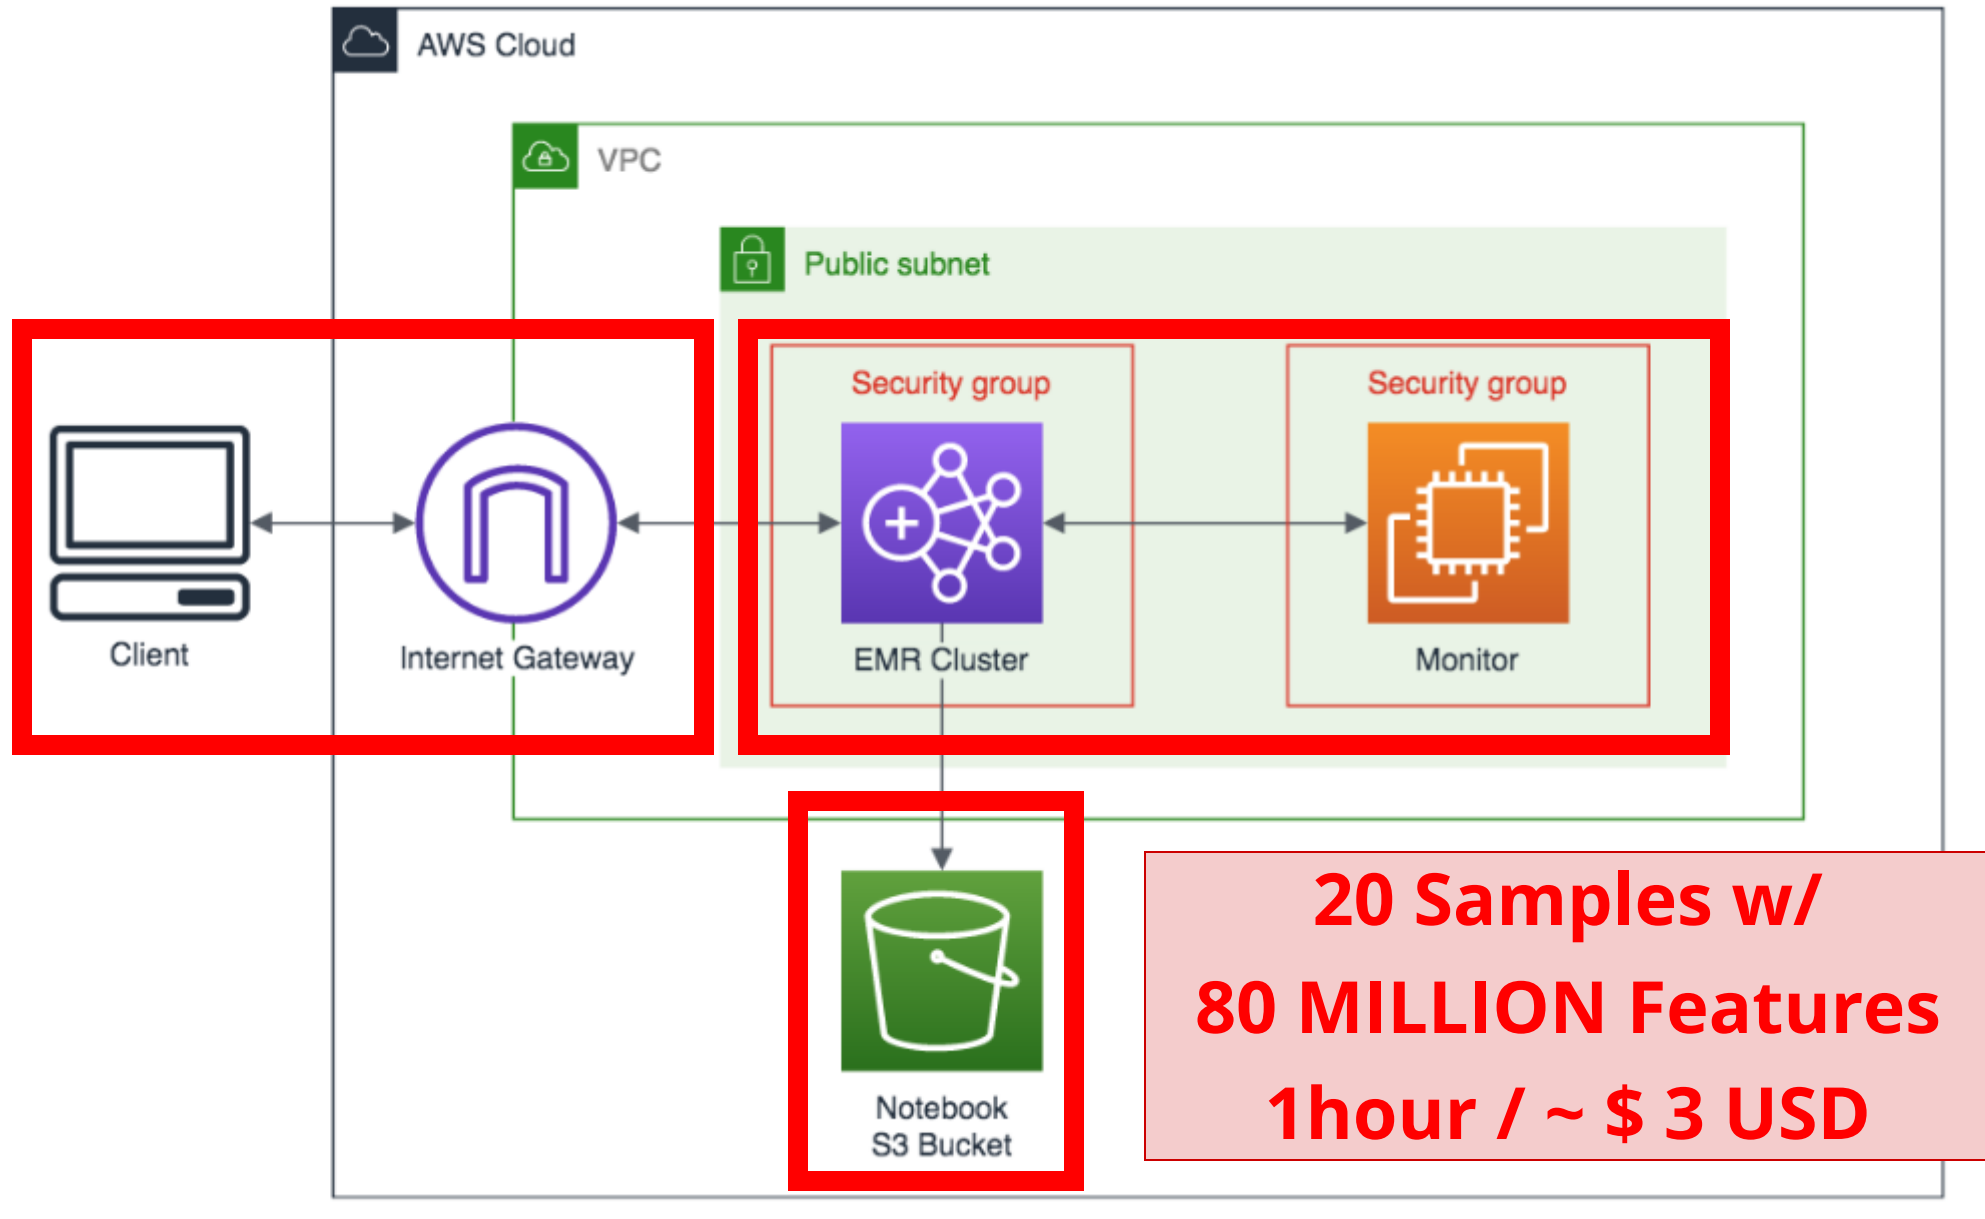 AWS Cloud
VPC
Public subnet
Security group
Security group
Client
Internet Gateway
EMR Cluster
Monitor
Notebook
S3 Bucket
20 Samples w/
80 MILLION Features
1hour / ~ $ 3 USD